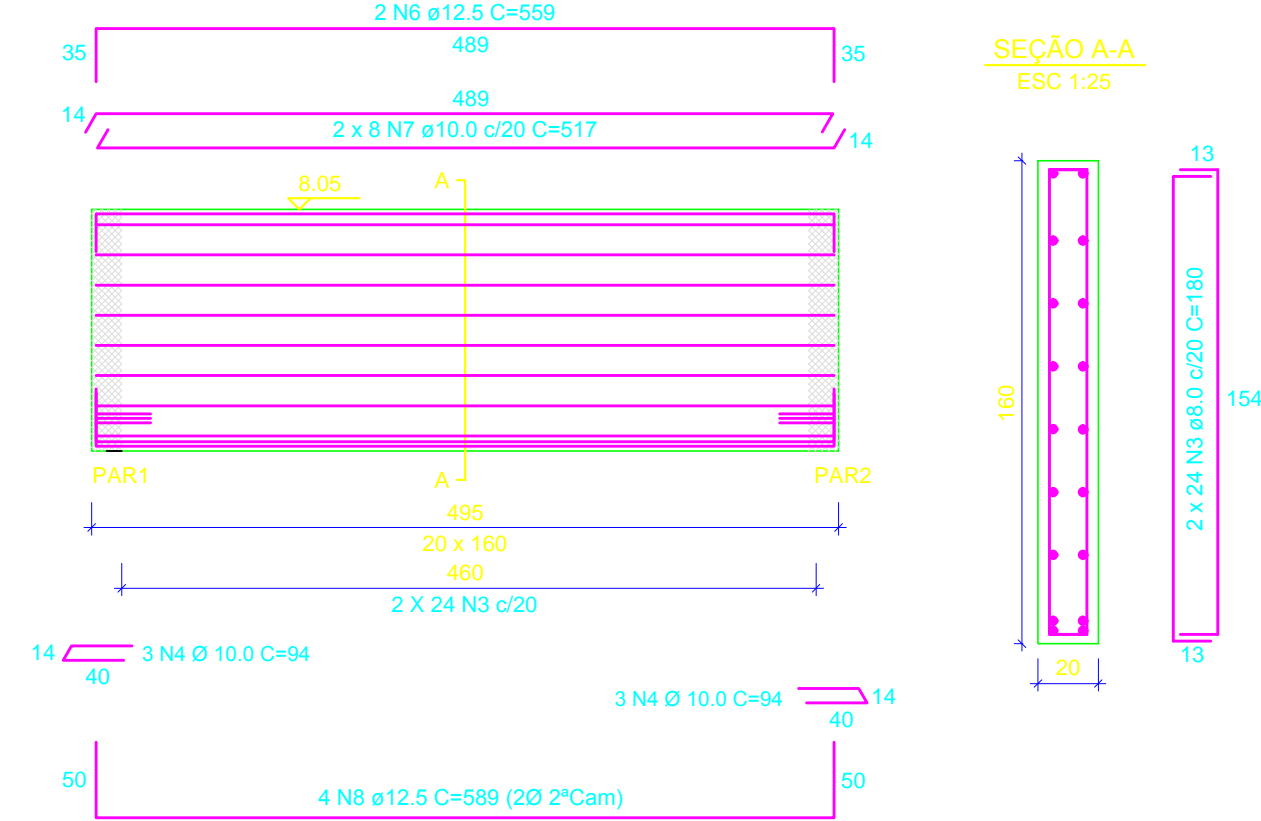 2 N6 ø12.5 C=559
35
489
35
489
14
2 x 8 N7 ø10.0 c/20 C=517
14
8.05
A
PAR1
A
PAR2
495
20 x 160
460
2 X 24 N3 c/20
14
3 N4 Ø 10.0 C=94
40
3 N4 Ø 10.0 C=94
14
40
50
4 N8 ø12.5 C=589 (2Ø 2ªCam)
50
SEÇÃO A-A
ESC 1:25
13
160
2 x 24 N3 ø8.0 c/20 C=180
154
13
20